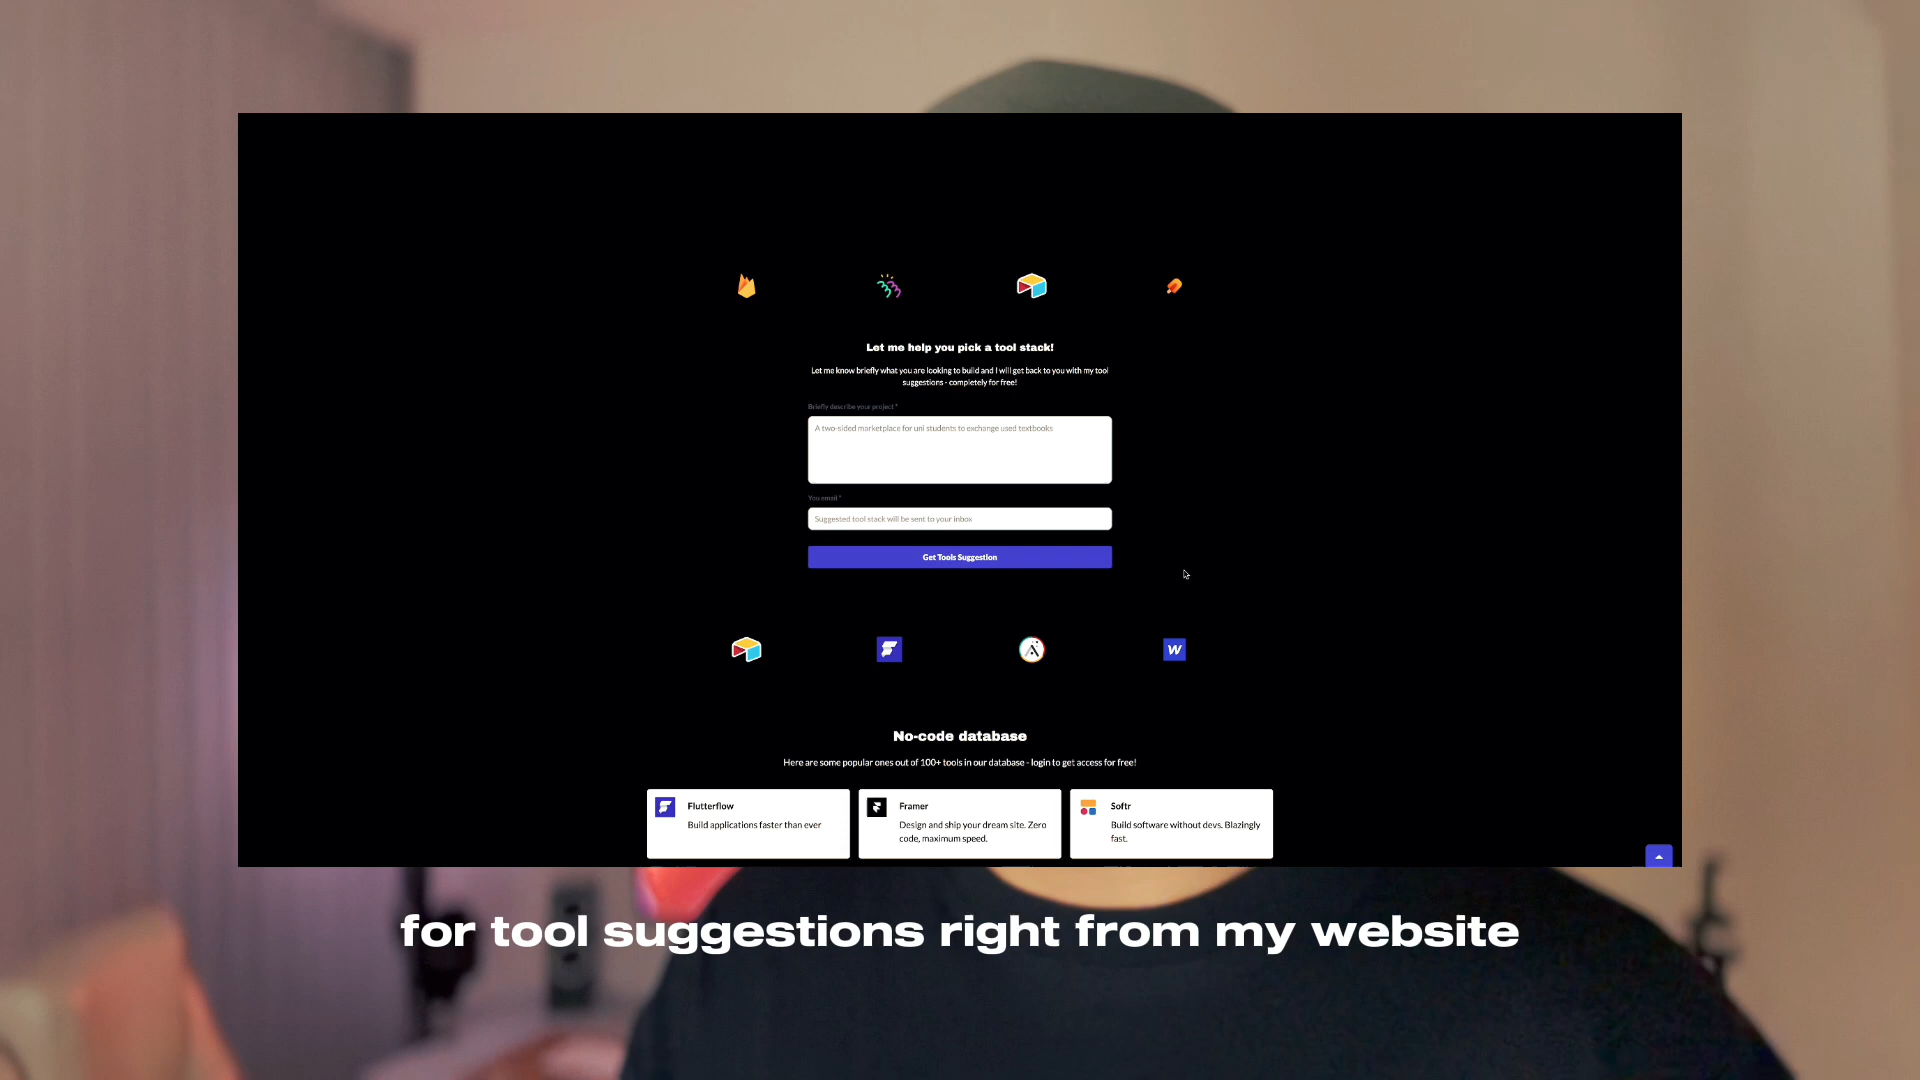 Let me help you pick a tool stack!
Let me know briefly what you are looking to build and I will get back to you with my tool
suggestions - completely for free!
Briefly describe your project *
A two-sided marketplace for uni students to exchange used textbooks
You email *
Suggested tool stack will be sent to your inbox
Get Tools Suggestion
W
No-code database
Here are some popular ones out of 100+ tools in our database - login to get access for free!
Flutterflow
Build applications faster than ever
Framer
Design and ship your dream site. Zero
code, maximum speed.
Softr
Build software without devs. Blazingly
fast.
for tool suggestions right from my website